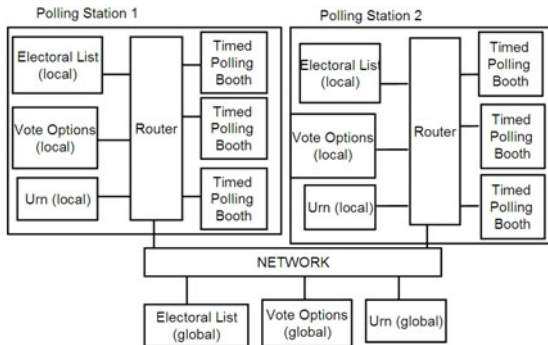 Polling Station 1
Electoral List
(local)
Vote Options
(local)
Urn (local)
Router
Timed
Polling
Booth
Timed
Polling
Booth
Timed
Polling
Booth
Polling Station 2
Electoral List
(local)
Vote Options
(local)
Urn (local)
Router
Timed
Polling
Booth
Timed
Polling
Booth
Timed
Polling
Booth
NETWORK
Electoral List
(global)
Vote Options
(global)
Urn (global)